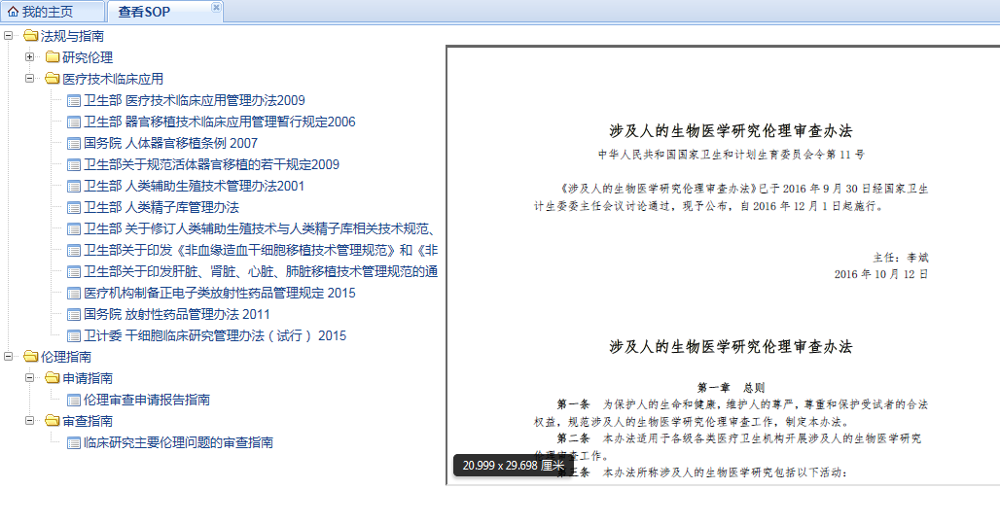 我的主页
查看SOP
法规与指南
研究伦理
医疗技术临床应用
卫生部 医疗技术临床应用管理办法2009
卫生部 器官移植技术临床应用管理暂行规定2006
国务院 人体器官移植条例 2007
卫生部关于规范活体器官移植的若干规定2009
卫生部 人类辅助生殖技术管理办法2001
卫生部 人类精子库管理办法
卫生部 关于修订人类辅助生殖技术与人类精子库相关技术规范、
卫生部关于印发《非血缘造血干细胞移植技术管理规范》和《非
卫生部关于印发肝脏、肾脏、心脏、肺脏移植技术管理规范的通
医疗机构制备正电子类放射性药品管理规定 2015
国务院 放射性药品管理办法 2011
卫计委 干细胞临床研究管理办法（试行） 2015
伦理指南
申请指南
伦理审查申请报告指南
审查指南
临床研究主要伦理问题的审查指南
涉及人的生物医学研究伦理审查办法
中华人民共和国国家卫生和计划生育委员会令第 11 号
《涉及人的生物医学研究伦理审查办法》已于 2016 年 9 月 30 日经国家卫生
计生委委主任会议讨论通过，现予公布，自 2016 年 12 月 1 日起施行。
主任：李斌
2016 年 10 月 12 日
涉及人的生物医学研究伦理审查办法
第一章 总则
第一条 为保护人的生命和健康，维护人的尊严，尊重和保护受试者的合法
权益，规范涉及人的生物医学研究伦理审查工作，制定本办法。
第二条 本办法适用于各级各类医疗卫生机构开展涉及人的生物医学研究
伦理审查工作。
第三条 本办法所称涉及人的生物医学研究包括以下活动：
20.999 x 29.698 厘米